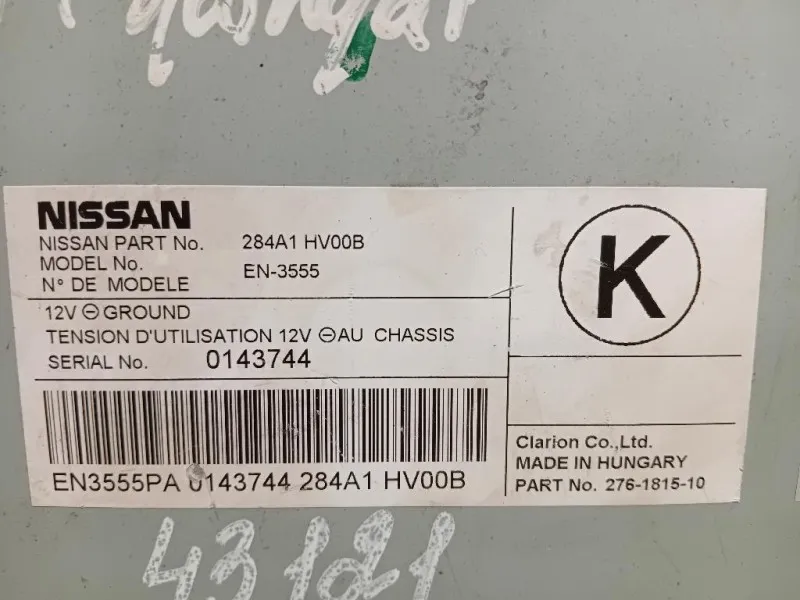 qashqai
NISSAN
NISSAN PART No. 284A1 HV00B
MODEL No.
N° DE MODELE EN-3555
12V ⊖ GROUND
TENSION D'UTILISATION 12V ⊖ AU CHASSIS
SERIAL No. 0143744
EN3555PA 0143744 284A1 HV00B
K
Clarion Co.,Ltd.
MADE IN HUNGARY
PART No. 276-1815-10
43121